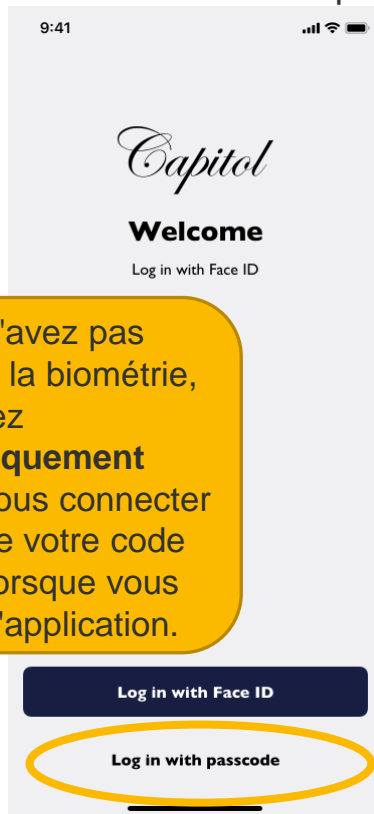 9:41
Capitol
Welcome
Log in with Face ID
'avez pas
la biométrie,
ez
quement
ous connecter
e votre code
orsque vous
'application.
Log in with Face ID
Log in with passcode